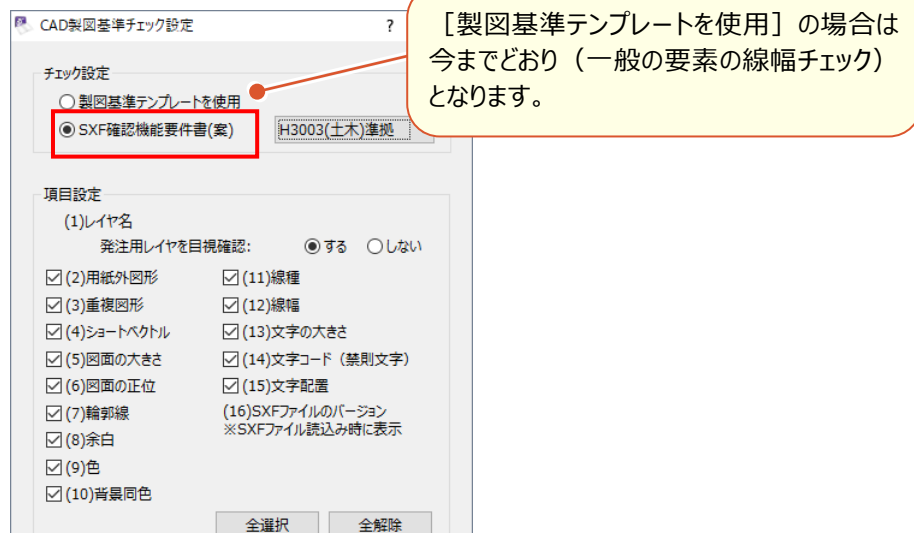 CAD製図基準チェック設定
?
［製図基準テンプレートを使用］の場合は
今までどおり（一般の要素の線幅チェック）
となります。
チェック設定
製図基準テンプレートを使用
SXF確認機能要件書(案)
H3003(土木)準拠
項目設定
(1)レイヤ名
発注用レイヤを目視確認: する しない
(2)用紙外図形
(3)重複図形
(4)ショートベクトル
(5)図面の大きさ
(6)図面の正位
(7)輪郭線
(8)余白
(9)色
(10)背景同色
(11)線種
(12)線幅
(13)文字の大きさ
(14)文字コード（禁則文字）
(15)文字配置
(16)SXFファイルのバージョン
※SXFファイル読込み時に表示
全選択 全解除